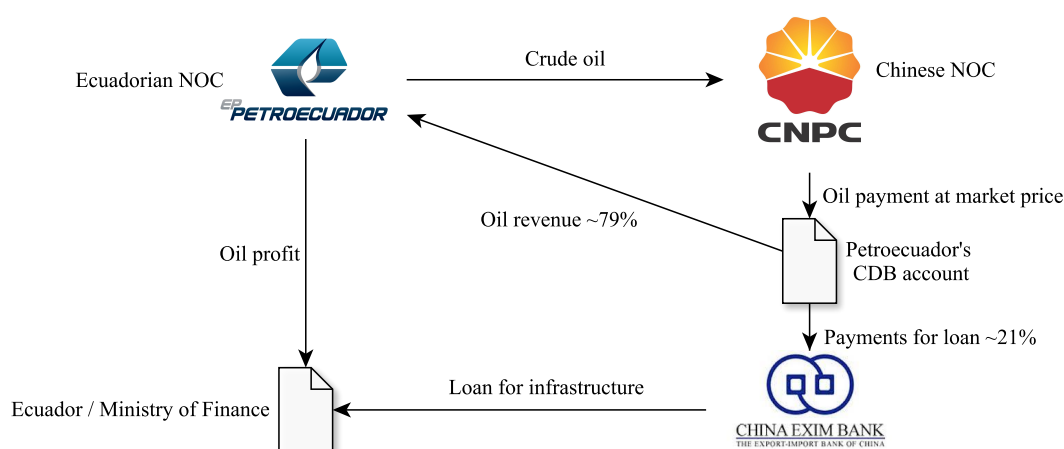 Crude oil
Ecuadorian NOC
EP
PETROECUADOR
Chinese NOC
CNPC
Oil payment at market price
Oil revenue ~79%
Oil profit
Petroecuador's
CDB account
Payments for loan ~21%
Loan for infrastructure
Ecuador / Ministry of Finance
CHINA EXIM BANK
THE EXPORT-IMPORT BANK OF CHINA